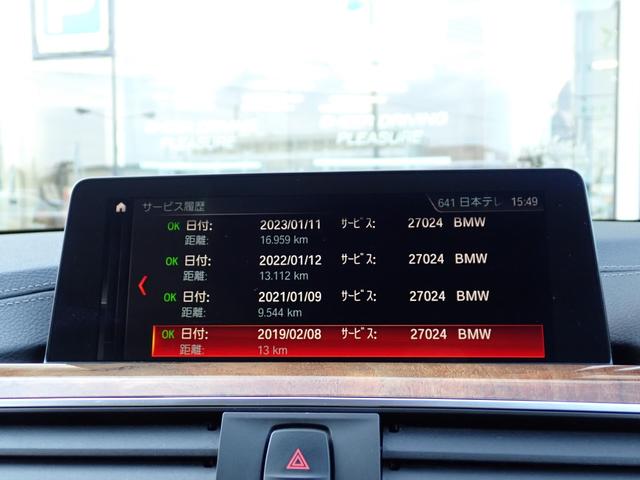 P
SHEER DRIVING
PLEASURE
サービス履歴 641 日本テレ 15:49
OK 日付: 2023/01/11 ｻｰﾋﾞｽ: 27024 BMW
距離: 16.959 km
OK 日付: 2022/01/12 ｻｰﾋﾞｽ: 27024 BMW
距離: 13.112 km
OK 日付: 2021/01/09 ｻｰﾋﾞｽ: 27024 BMW
距離: 9.544 km
OK 日付: 2019/02/08 ｻｰﾋﾞｽ: 27024 BMW
距離: 13 km